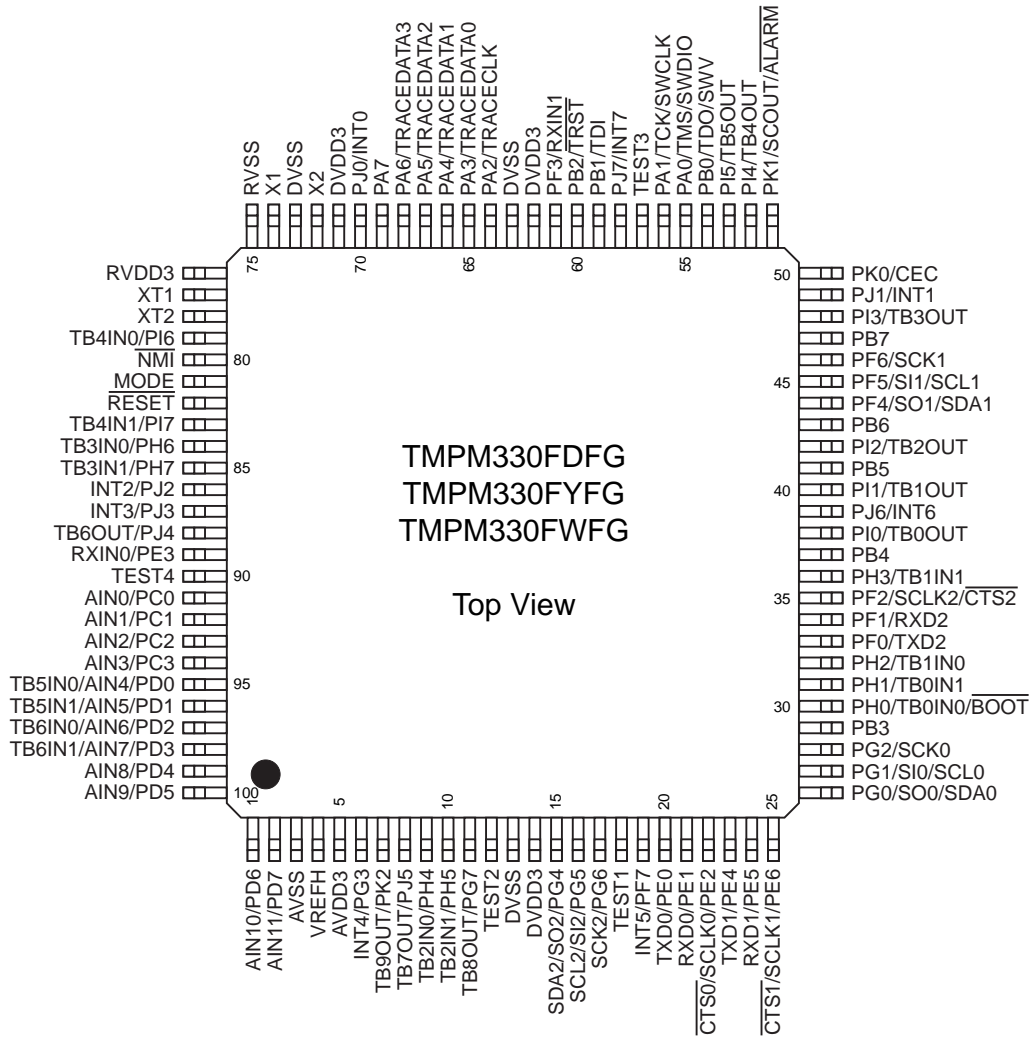 RVSS
X1
DVSS
X2
DVDD3
PJ0/INT0
PA7
PA6/TRACEDATA3
PA5/TRACEDATA2
PA4/TRACEDATA1
PA3/TRACEDATA0
PA2/TRACECLK
DVSS
DVDD3
PF3/RXIN1
PB2/TRST
PB1/TDI
PJ7/INT7
TEST3
PA1/TCK/SWCLK
PA0/TMS/SWDIO
PB0/TDO/SWV
PI5/TB5OUT
PI4/TB4OUT
PK1/SCOUT/ALARM
75
70
65
60
55
RVDD3
XT1
XT2
TB4IN0/PI6
NMI
MODE
RESET
TB4IN1/PI7
TB3IN0/PH6
TB3IN1/PH7
INT2/PJ2
INT3/PJ3
TB6OUT/PJ4
RXIN0/PE3
TEST4
AIN0/PC0
AIN1/PC1
AIN2/PC2
AIN3/PC3
TB5IN0/AIN4/PD0
TB5IN1/AIN5/PD1
TB6IN0/AIN6/PD2
TB6IN1/AIN7/PD3
AIN8/PD4
AIN9/PD5
80
85
90
95
100
TMPM330FDFG
TMPM330FYFG
TMPM330FWFG
Top View
50
45
40
35
30
PK0/CEC
PJ1/INT1
PI3/TB3OUT
PB7
PF6/SCK1
PF5/SI1/SCL1
PF4/SO1/SDA1
PB6
PI2/TB2OUT
PB5
PI1/TB1OUT
PJ6/INT6
PI0/TB0OUT
PB4
PH3/TB1IN1
PF2/SCLK2/CTS2
PF1/RXD2
PF0/TXD2
PH2/TB1IN0
PH1/TB0IN1
PH0/TB0IN0/BOOT
PB3
PG2/SCK0
PG1/SI0/SCL0
PG0/SO0/SDA0
1
5
10
15
20
25
AIN10/PD6
AIN11/PD7
AVSS
VREFH
AVDD3
INT4/PG3
TB9OUT/PK2
TB7OUT/PJ5
TB2IN0/PH4
TB2IN1/PH5
TB8OUT/PG7
TEST2
DVSS
DVDD3
SDA2/SO2/PG4
SCL2/SI2/PG5
SCK2/PG6
TEST1
INT5/PF7
TXD0/PE0
RXD0/PE1
CTS0/SCLK0/PE2
TXD1/PE4
RXD1/PE5
CTS1/SCLK1/PE6